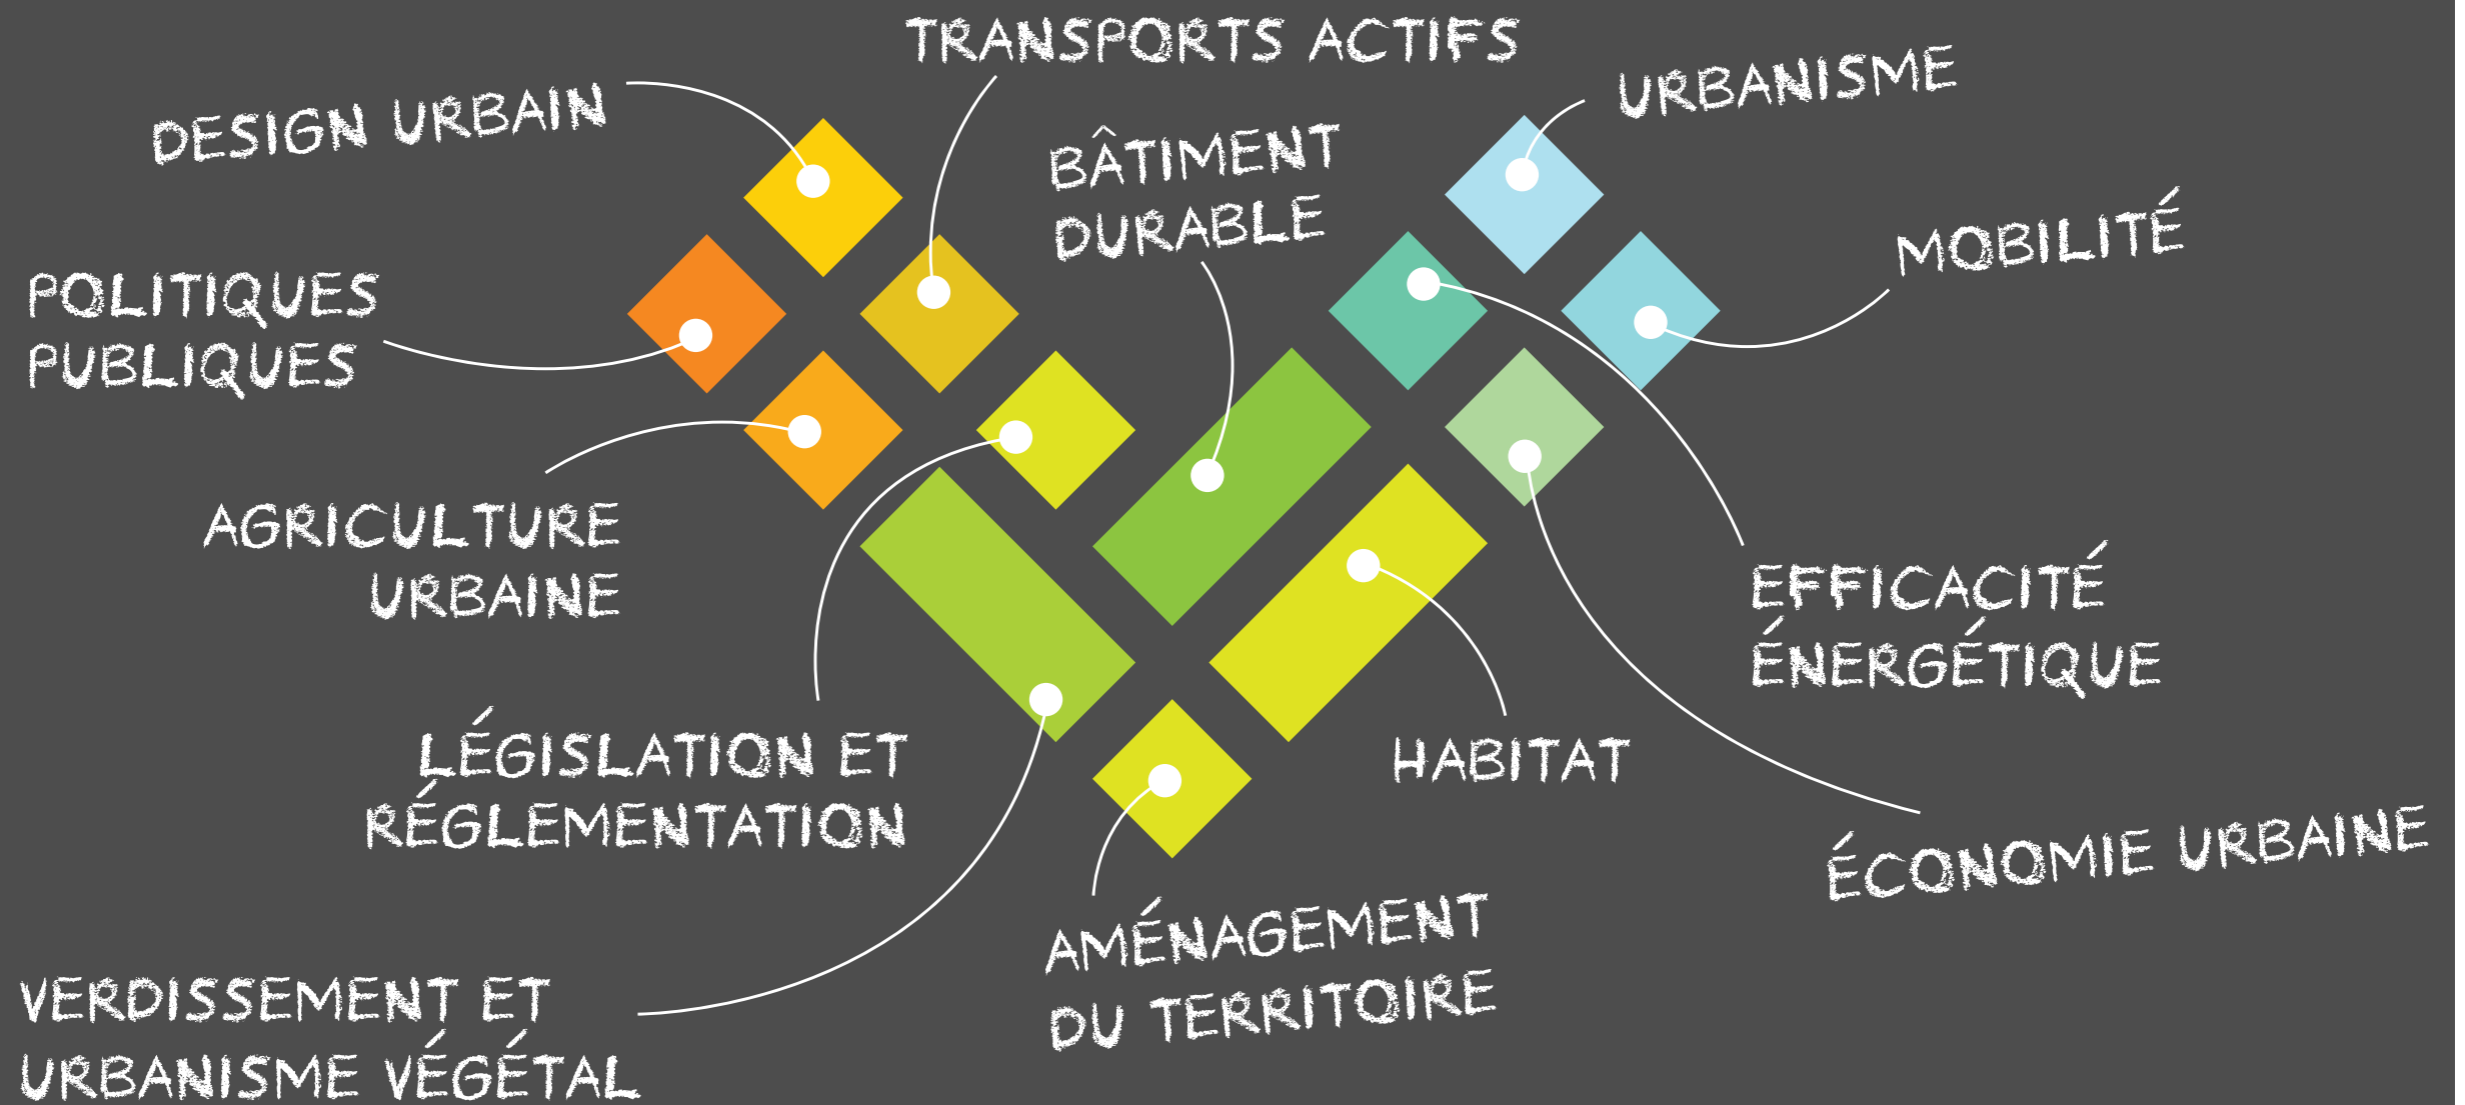 TRANSPORTS ACTIFS
DESIGN URBAIN
URBANISME
BÂTIMENT
DURABLE
MOBILITÉ
POLITIQUES
PUBLIQUES
AGRICULTURE
URBAINE
EFFICACITÉ
ÉNERGÉTIQUE
LÉGISLATION ET
RÉGLEMENTATION
HABITAT
ÉCONOMIE URBAINE
AMÉNAGEMENT
DU TERRITOIRE
VERDISSEMENT ET
URBANISME VÉGÉTAL